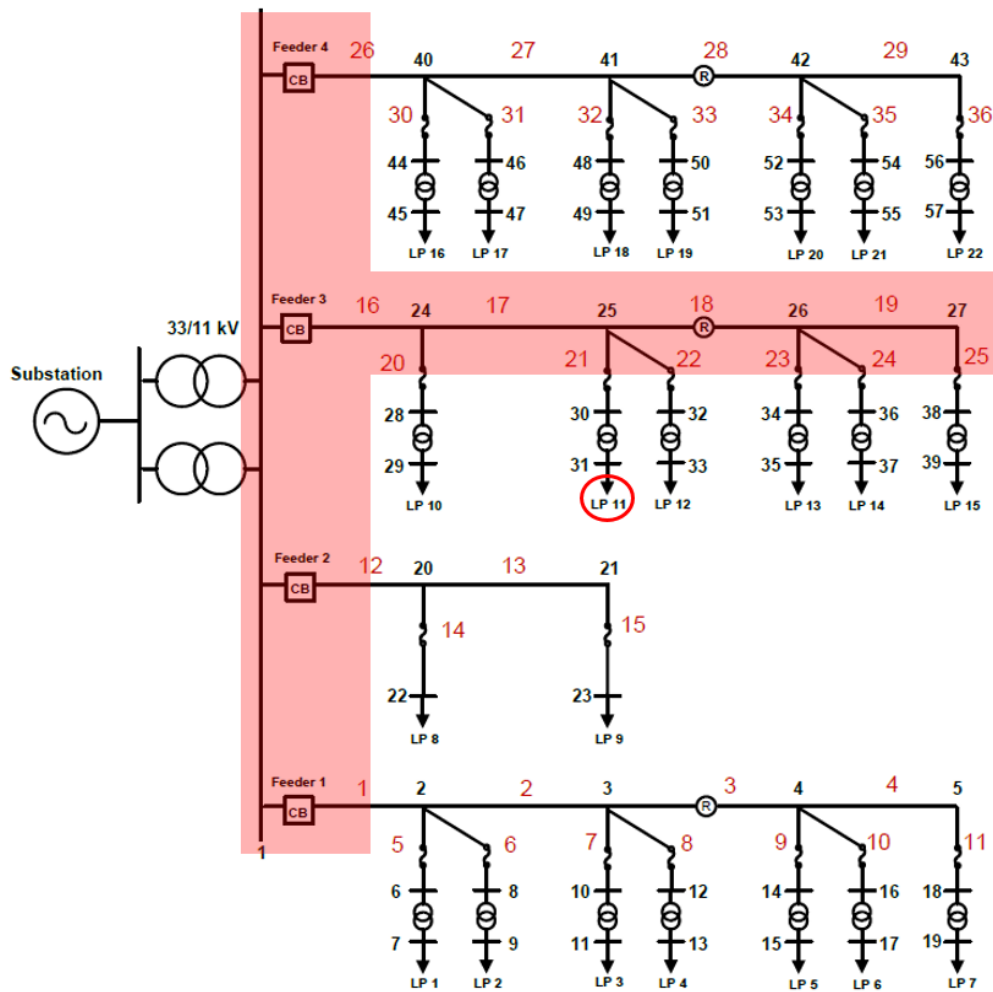 Feeder 4
26 40 27 41 28 42 29 43
CB R
30 31 32 33 34 35 36
44 46 48 50 52 54 56
45 47 49 51 53 55 57
LP 16 LP 17 LP 18 LP 19 LP 20 LP 21 LP 22
Feeder 3
16 24 17 25 18 26 19 27
33/11 kV CB R
20 21 22 23 24 25
Substation
28 30 32 34 36 38
29 31 33 35 37 39
LP 10 LP 11 LP 12 LP 13 LP 14 LP 15
Feeder 2
12 20 13 21
CB
14 15
22 23
LP 8 LP 9
Feeder 1
1 2 2 3 3 4 4 5
CB R
1
5 6 7 8 9 10 11
6 8 10 12 14 16 18
7 9 11 13 15 17 19
LP 1 LP 2 LP 3 LP 4 LP 5 LP 6 LP 7